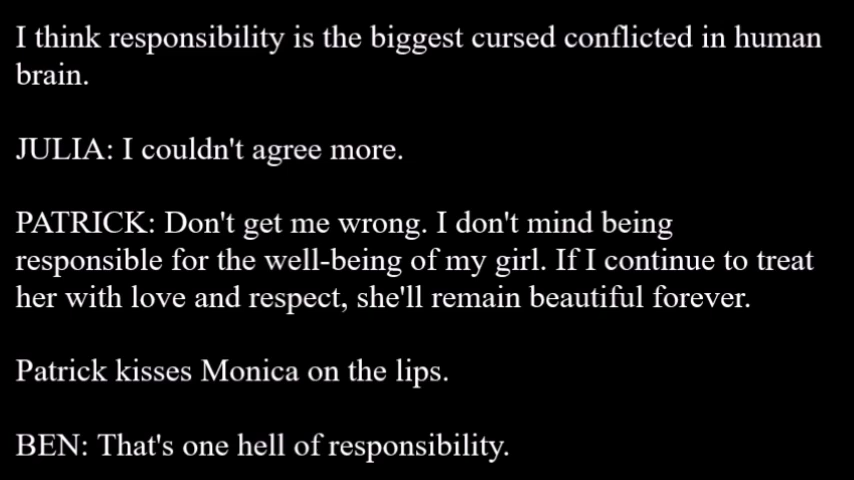 I think responsibility is the biggest cursed conflicted in human
brain.
JULIA: I couldn't agree more.
PATRICK: Don't get me wrong. I don't mind being
responsible for the well-being of my girl. If I continue to treat
her with love and respect, she'll remain beautiful forever.
Patrick kisses Monica on the lips.
BEN: That's one hell of responsibility.